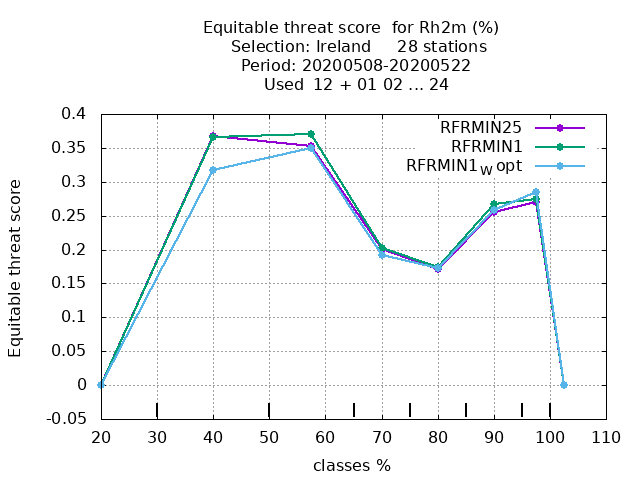 Equitable threat score  for Rh2m (%)
Selection: Ireland     28 stations
Period: 20200508-20200522
Used  12 + 01 02 ... 24
RFRMIN25
RFRMIN1
RFRMIN1W opt
Equitable threat score
0.4
0.35
0.3
0.25
0.2
0.15
0.1
0.05
0
-0.05
20 30 40 50 60 70 80 90 100 110
classes %